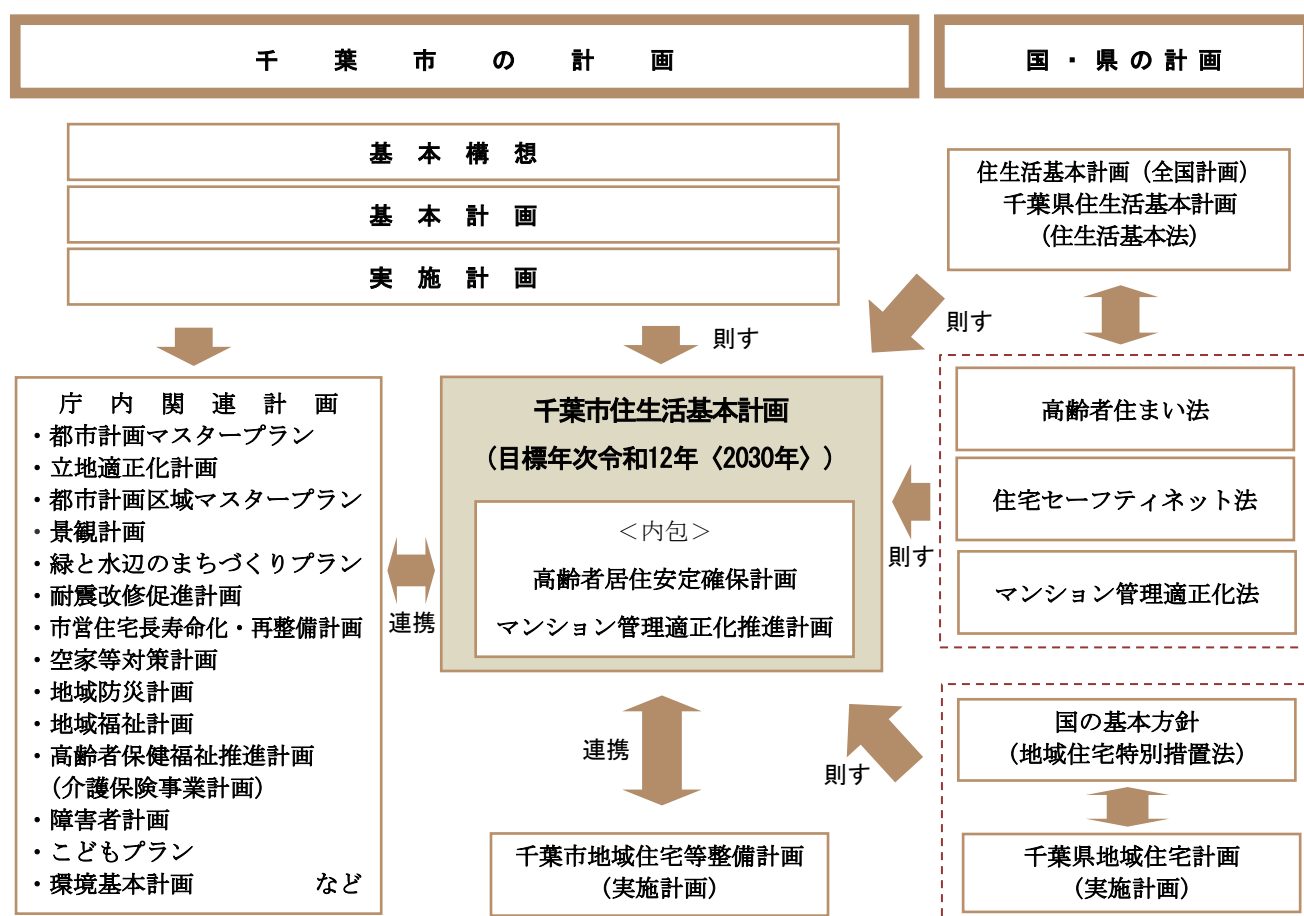 千葉市の計画
国・県の計画
基本構想
基本計画
実施計画
住生活基本計画（全国計画）
千葉県住生活基本計画
（住生活基本法）
則す
則す
庁内関連計画
・都市計画マスタープラン
・立地適正化計画
・都市計画区域マスタープラン
・景観計画
・緑と水辺のまちづくりプラン
・耐震改修促進計画
・市営住宅長寿命化・再整備計画
・空家等対策計画
・地域防災計画
・地域福祉計画
・高齢者保健福祉推進計画
（介護保険事業計画）
・障害者計画
・こどもプラン
・環境基本計画　など
連携
千葉市住生活基本計画
（目標年次令和12年〈2030年〉）
＜内包＞
高齢者居住安定確保計画
マンション管理適正化推進計画
則す
高齢者住まい法
住宅セーフティネット法
マンション管理適正化法
連携
則す
千葉市地域住宅等整備計画
（実施計画）
国の基本方針
（地域住宅特別措置法）
千葉県地域住宅計画
（実施計画）